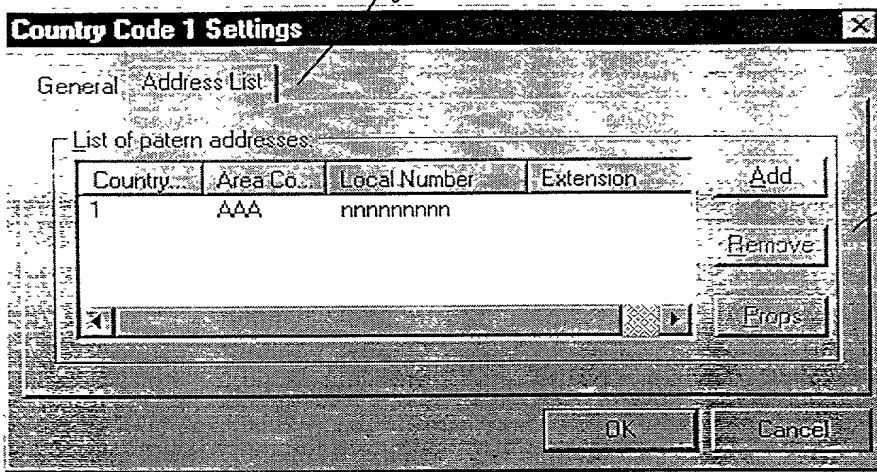 Country Code 1 Settings
General Address List
List of patern addresses:
Country... Area Co... Local Number Extension
1 AAA nnnnnnnnn
Add
Remove
Props
OK Cancel